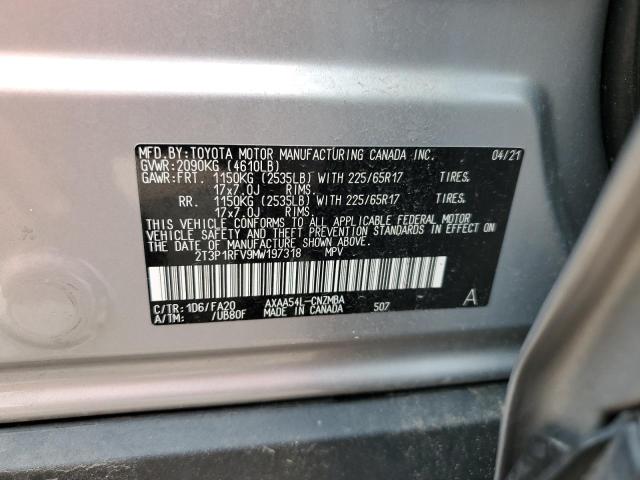 MFD.BY:TOYOTA MOTOR MANUFACTURING CANADA INC. 04/21
GVWR:2090KG (4610LB)
GAWR:FRT. 1150KG (2535LB) WITH 225/65R17 TIRES.
17x7.0J RIMS.
RR. 1150KG (2535LB) WITH 225/65R17 TIRES.
17x7.0J RIMS.
THIS VEHICLE CONFORMS TO ALL APPLICABLE FEDERAL MOTOR
VEHICLE SAFETY AND THEFT PREVENTION STANDARDS IN EFFECT ON
THE DATE OF MANUFACTURE SHOWN ABOVE.
2T3P1RFV9MW197318 MPV
C/TR:1D6/FA20 AXAA54L-CNZMBA
A/TM: /UB80F MADE IN CANADA 507 A